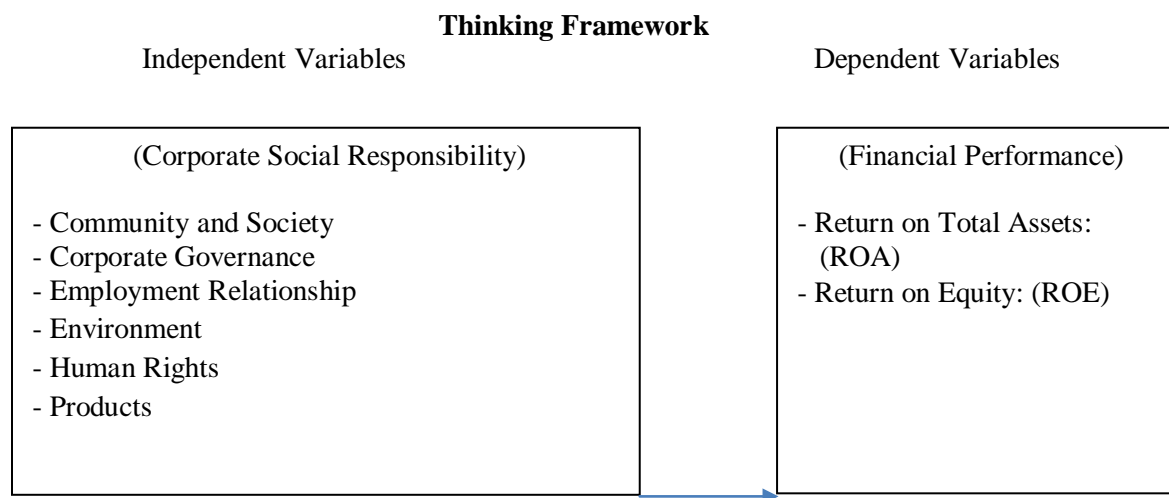 Thinking Framework
Independent Variables
Dependent Variables
(Corporate Social Responsibility)
- Community and Society
- Corporate Governance
- Employment Relationship
- Environment
- Human Rights
- Products
(Financial Performance)
- Return on Total Assets:
(ROA)
- Return on Equity: (ROE)